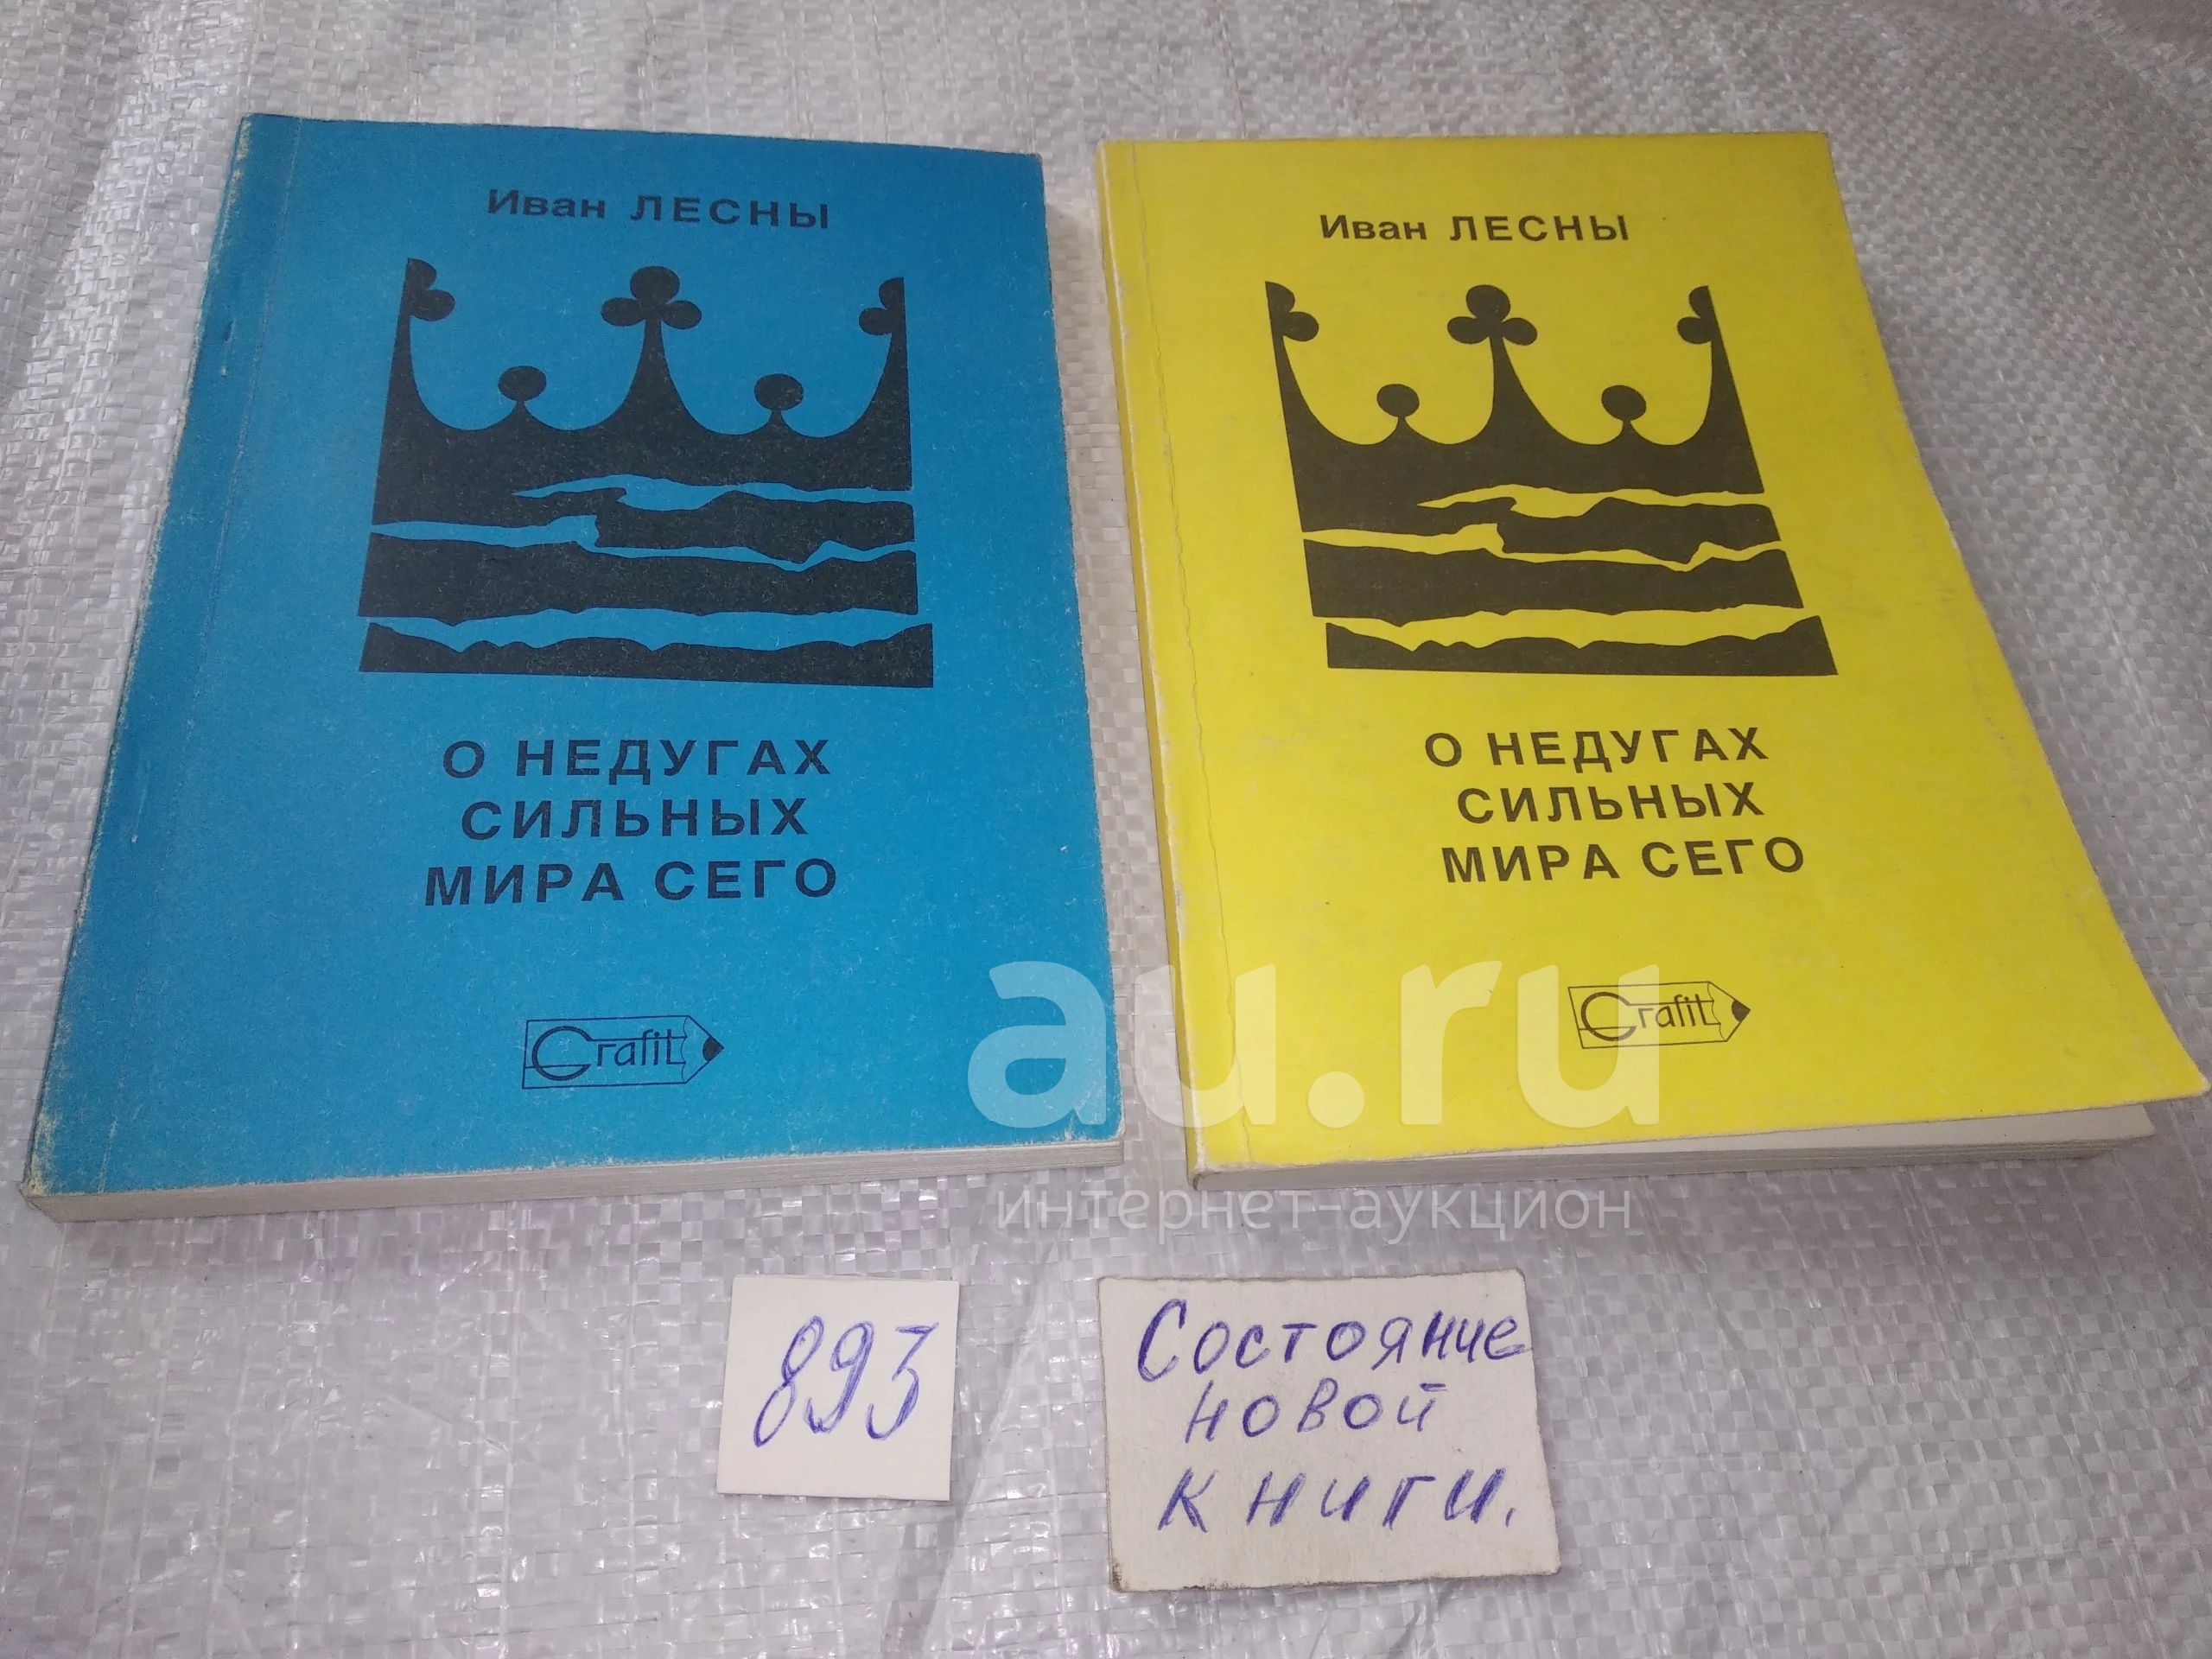 Иван ЛЕСНЫ
О НЕДУГАХ
СИЛЬНЫХ
МИРА СЕГО
Grafit
Иван ЛЕСНЫ
О НЕДУГАХ
СИЛЬНЫХ
МИРА СЕГО
Grafit
au.ru
интернет-аукцион
893
Состояние
новой
книги.